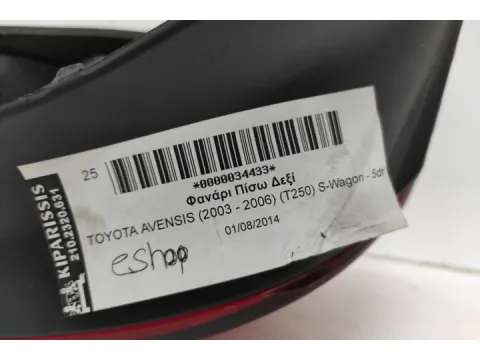 25
*0000034433*
Φανάρι Πίσω Δεξί
TOYOTA AVENSIS (2003 - 2006) (T250) S-Wagon - 5dr
01/08/2014
eshop
KIPARISSIS
210.2320.631